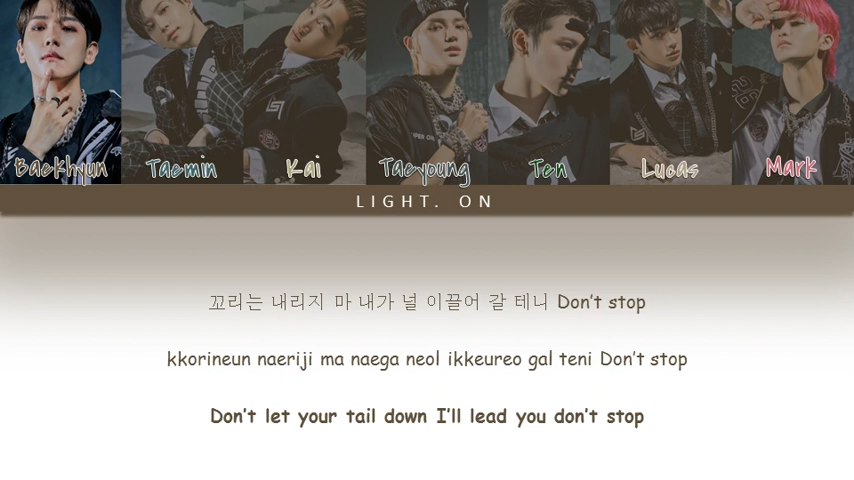 Baekhyun Taemin Kai Taeyoung Ten Lucas Mark
LIGHT. ON
꼬리는 내리지 마 내가 널 이끌어 갈 테니 Don't stop
kkorineun naeriji ma naega neol ikkeureo gal teni Don't stop
Don't let your tail down I'll lead you don't stop